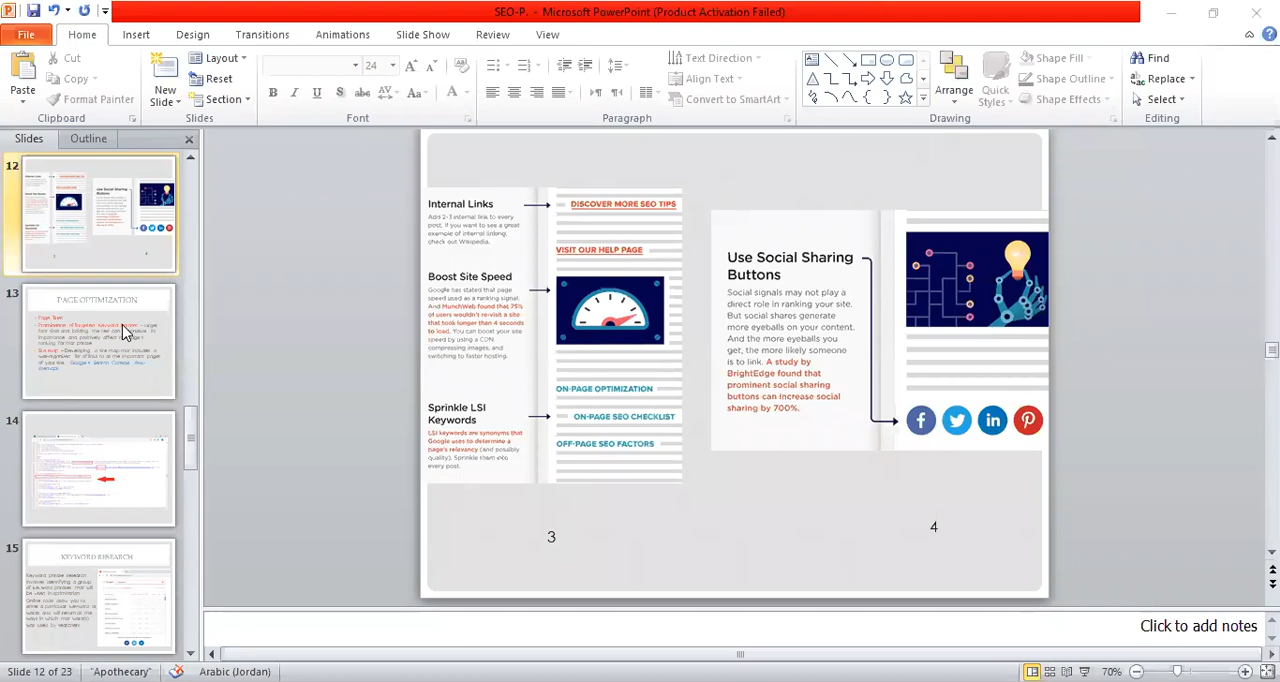 SEO-P. - Microsoft PowerPoint (Product Activation Failed)
File Home Insert Design Transitions Animations Slide Show Review View
Paste
Cut
Copy
Format Painter
Clipboard
New Slide
Layout
Reset
Section
Slides
24
Font
Paragraph
Text Direction
Align Text
Convert to SmartArt
Arrange
Quick Styles
Shape Fill
Shape Outline
Shape Effects
Drawing
Find
Replace
Select
Editing
Slides Outline
12
13
PAGE OPTIMIZATION
14
15
KEYWORD RESEARCH
Internal Links
Add 2-3 internal link to every
post. If you want to see a great
example of internal linking,
check out Wikipedia.
DISCOVER MORE SEO TIPS
VISIT OUR HELP PAGE
Boost Site Speed
Google has stated that page
speed used as a ranking signal.
And MunchWeb found that 75%
of users wouldn't re-visit a site
that took longer than 4 seconds
to load. You can boost your site
speed by using a CDN,
compressing images, and
switching to faster hosting.
Sprinkle LSI
Keywords
LSI keywords are synonyms that
Google uses to determine a
page's relevancy (and possibly
quality). Sprinkle them into
every post.
ON-PAGE OPTIMIZATION
ON-PAGE SEO CHECKLIST
OFF-PAGE SEO FACTORS
3
Use Social Sharing
Buttons
Social signals may not play a
direct role in ranking your site.
But social shares generate
more eyeballs on your content.
And the more eyeballs you
get, the more likely someone
is to link. A study by
BrightEdge found that
prominent social sharing
buttons can increase social
sharing by 700%.
4
Click to add notes
Slide 12 of 23
"Apothecary"
Arabic (Jordan)
70%